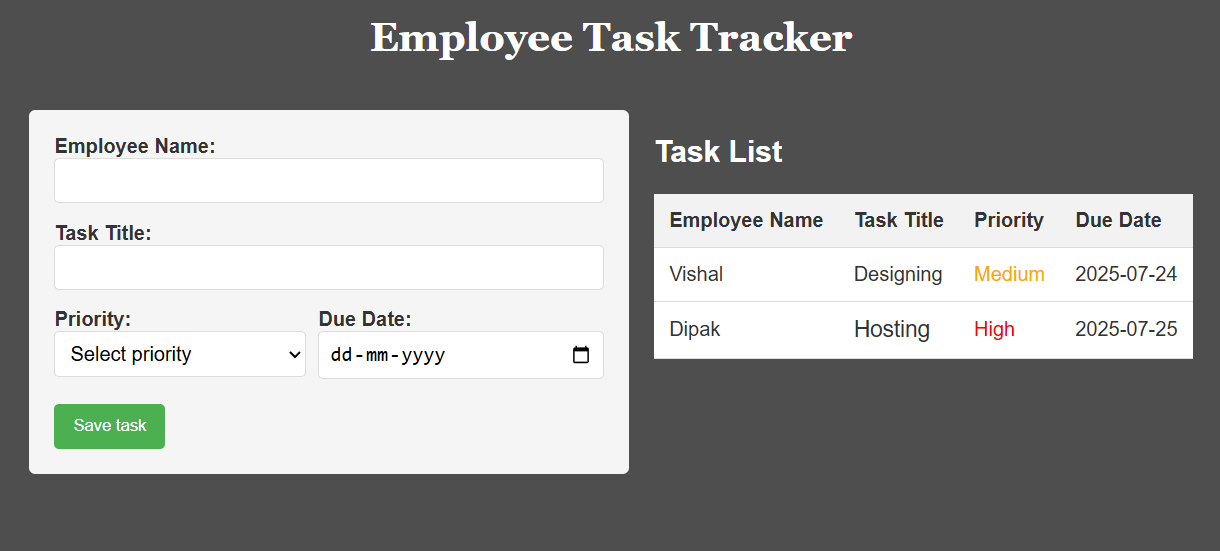 Employee Task Tracker
Employee Name:
Task Title:
Priority:
Due Date:
Select priority
dd-mm-yyyy
Save task
Task List
Employee Name Task Title Priority Due Date
Vishal Designing Medium 2025-07-24
Dipak Hosting High 2025-07-25